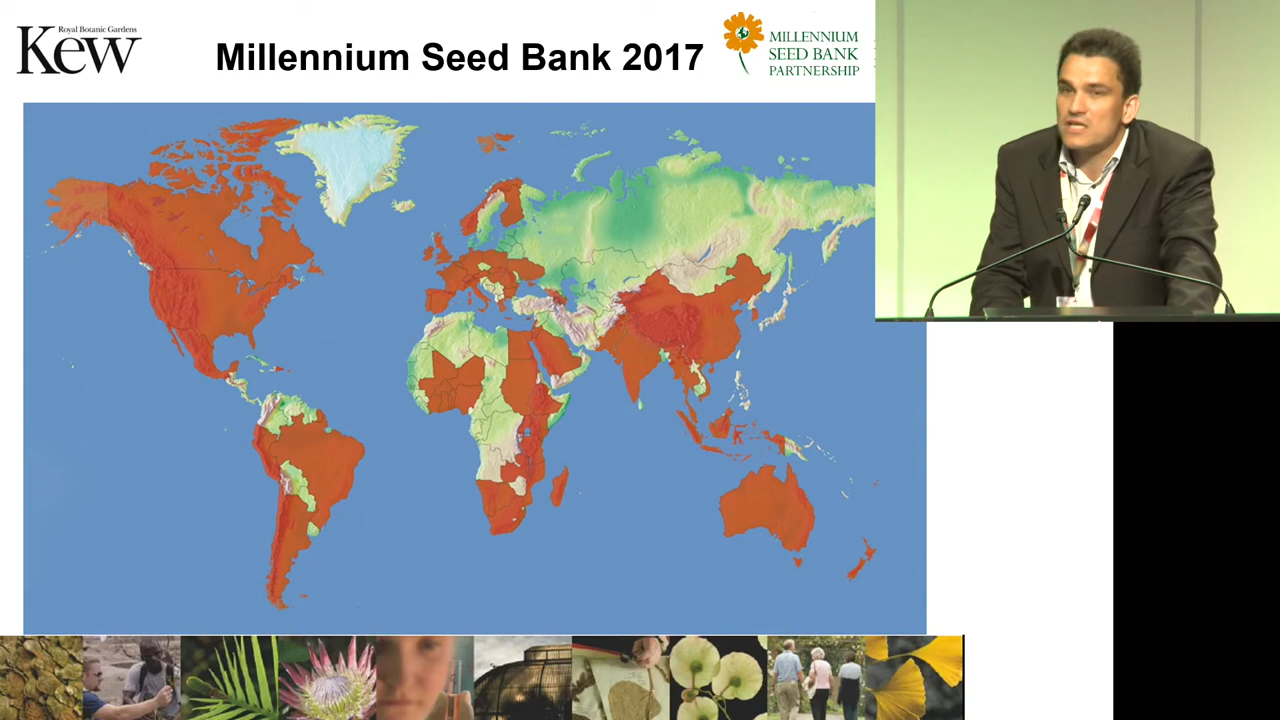 Royal Botanic Gardens
Kew
Millennium Seed Bank 2017
MILLENNIUM
SEED BANK
PARTNERSHIP